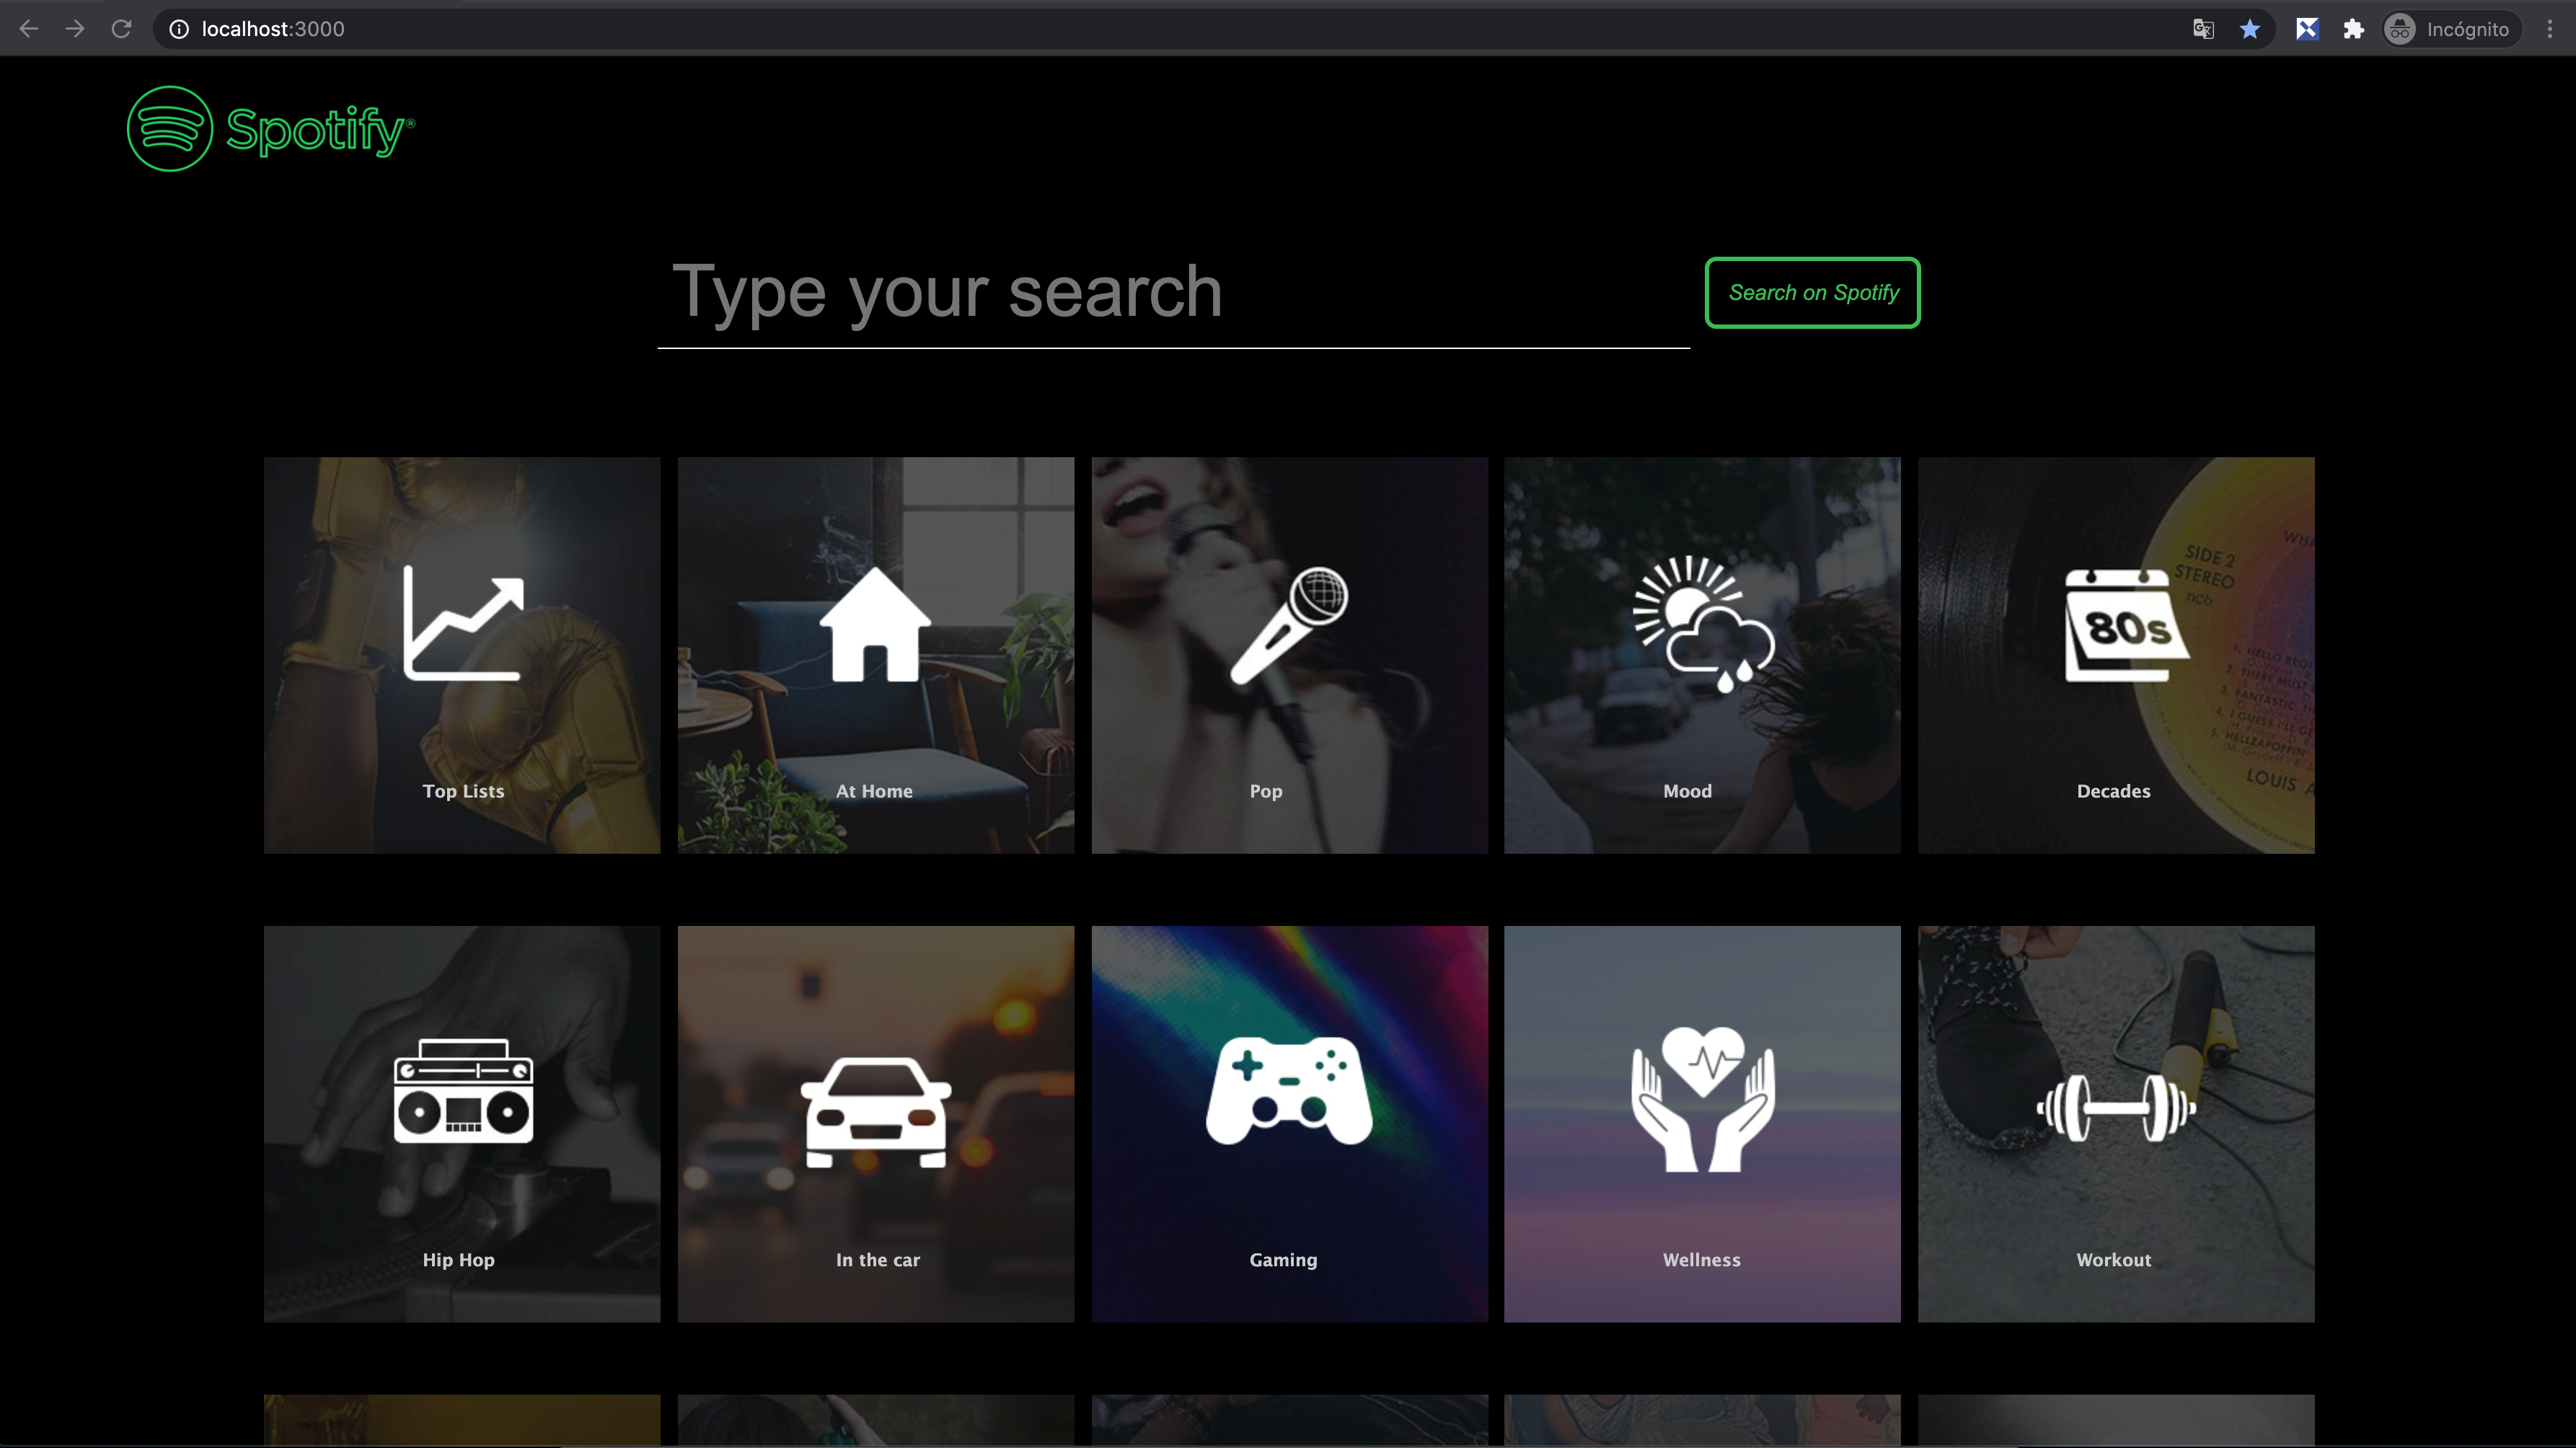 localhost:3000
Incógnito
Spotify®
Type your search
Search on Spotify
SIDE 2
STEREO
ncb
80s
LOUIS A
Top Lists
At Home
Pop
Mood
Decades
Hip Hop
In the car
Gaming
Wellness
Workout